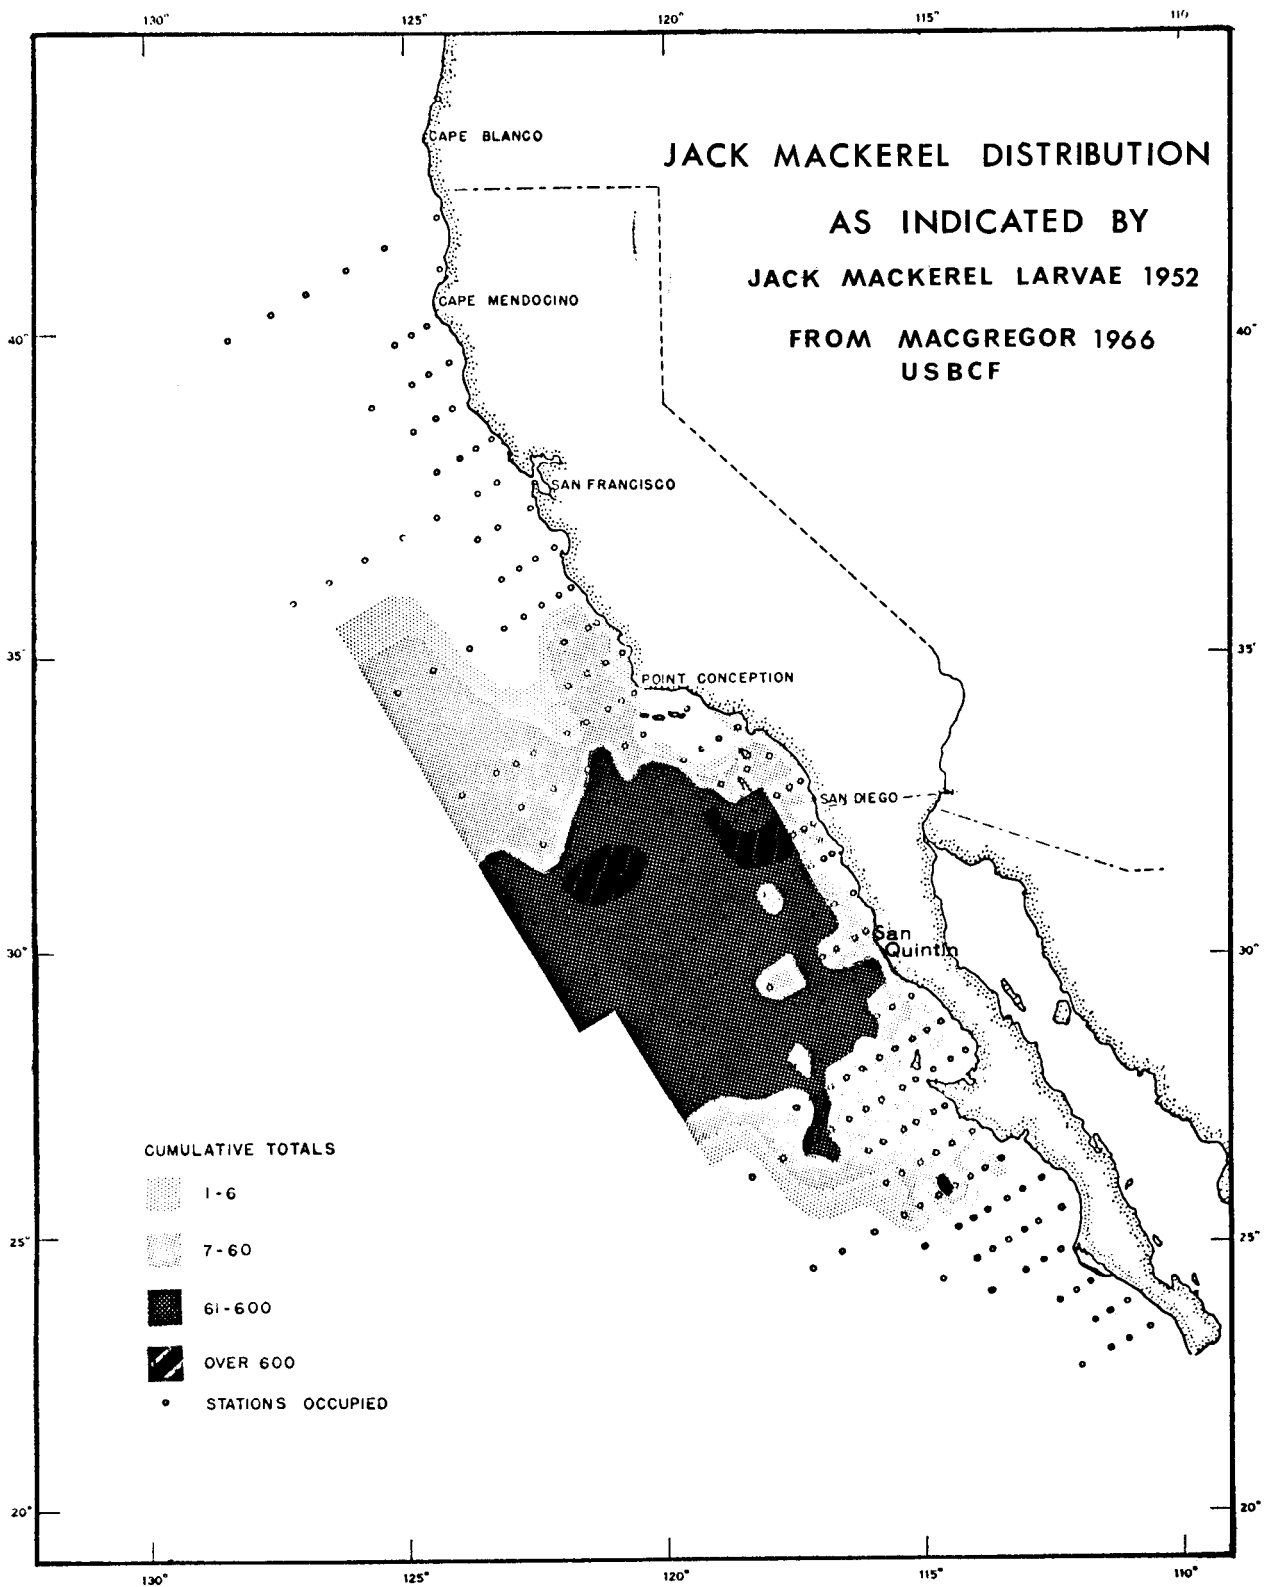 130° 125° 120° 115° 110
CAPE BLANCO
JACK MACKEREL DISTRIBUTION
AS INDICATED BY
JACK MACKEREL LARVAE 1952
CAPE MENDOCINO
FROM MACGREGOR 1966
USBCF
40° 40°
SAN FRANCISCO
35° 35°
POINT CONCEPTION
SAN DIEGO
San
Quintin
30° 30°
CUMULATIVE TOTALS
1-6
25° 25°
7-60
61-600
OVER 600
STATIONS OCCUPIED
20° 20°
130° 125° 120° 115° 110°